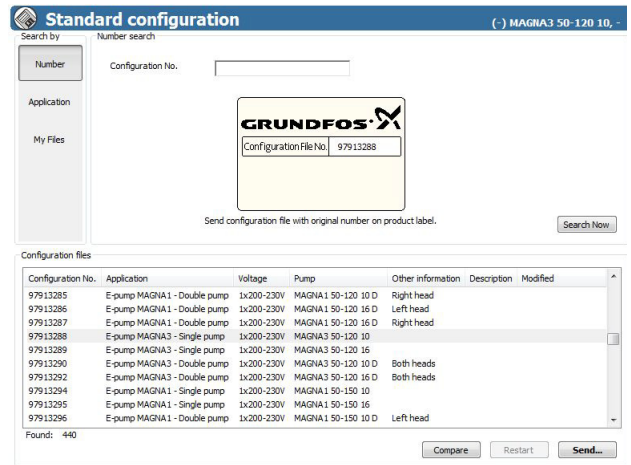 Standard configuration
(-) MAGNA3 50-120 10, -
Search by
Number search
Number
Configuration No.
Application
My Files
GRUNDFOS
Configuration File No. 97913288
Send configuration file with original number on product label.
Search Now
Configuration files
Configuration No. Application Voltage Pump Other information Description Modified
97913285 E-pump MAGNA1 - Double pump 1x200-230V MAGNA1 50-120 10 D Right head
97913286 E-pump MAGNA1 - Double pump 1x200-230V MAGNA1 50-120 16 D Left head
97913287 E-pump MAGNA1 - Double pump 1x200-230V MAGNA1 50-120 16 D Right head
97913288 E-pump MAGNA3 - Single pump 1x200-230V MAGNA3 50-120 10
97913289 E-pump MAGNA3 - Single pump 1x200-230V MAGNA3 50-120 16
97913290 E-pump MAGNA3 - Double pump 1x200-230V MAGNA3 50-120 10 D Both heads
97913292 E-pump MAGNA3 - Double pump 1x200-230V MAGNA3 50-120 16 D Both heads
97913294 E-pump MAGNA1 - Single pump 1x200-230V MAGNA1 50-150 10
97913295 E-pump MAGNA1 - Single pump 1x200-230V MAGNA1 50-150 16
97913296 E-pump MAGNA1 - Double pump 1x200-230V MAGNA1 50-150 10 D Left head
Found: 440
Compare Restart Send...